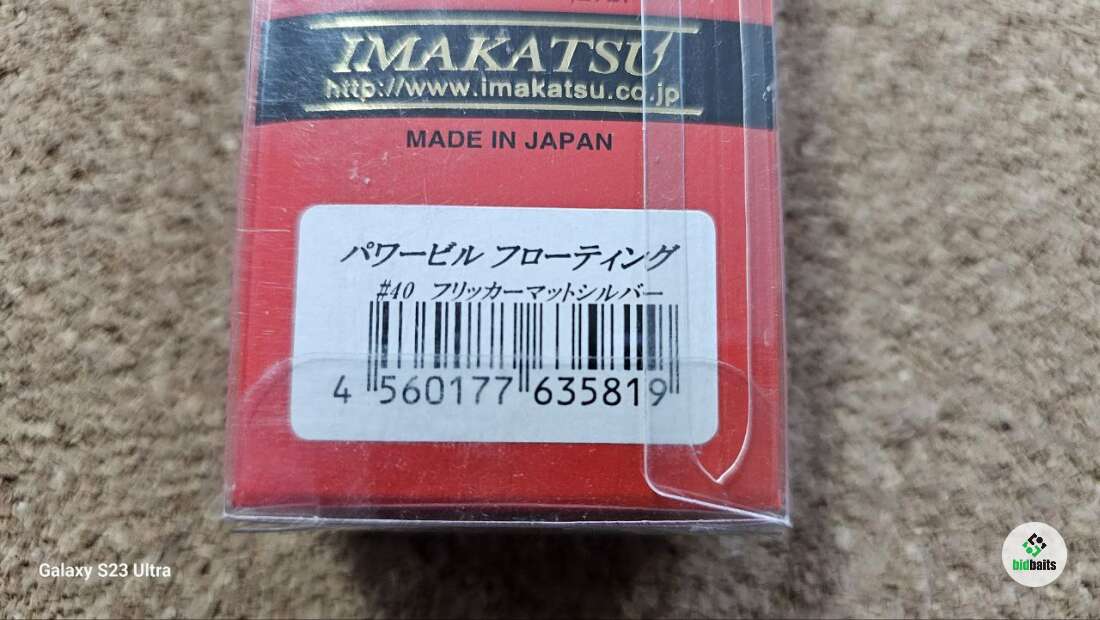 IMAKATSU
http://www.imakatsu.co.jp
MADE IN JAPAN
パワービル フローティング
#40 フリッカーマットシルバー
4 560177 635819
Galaxy S23 Ultra
bidbaits